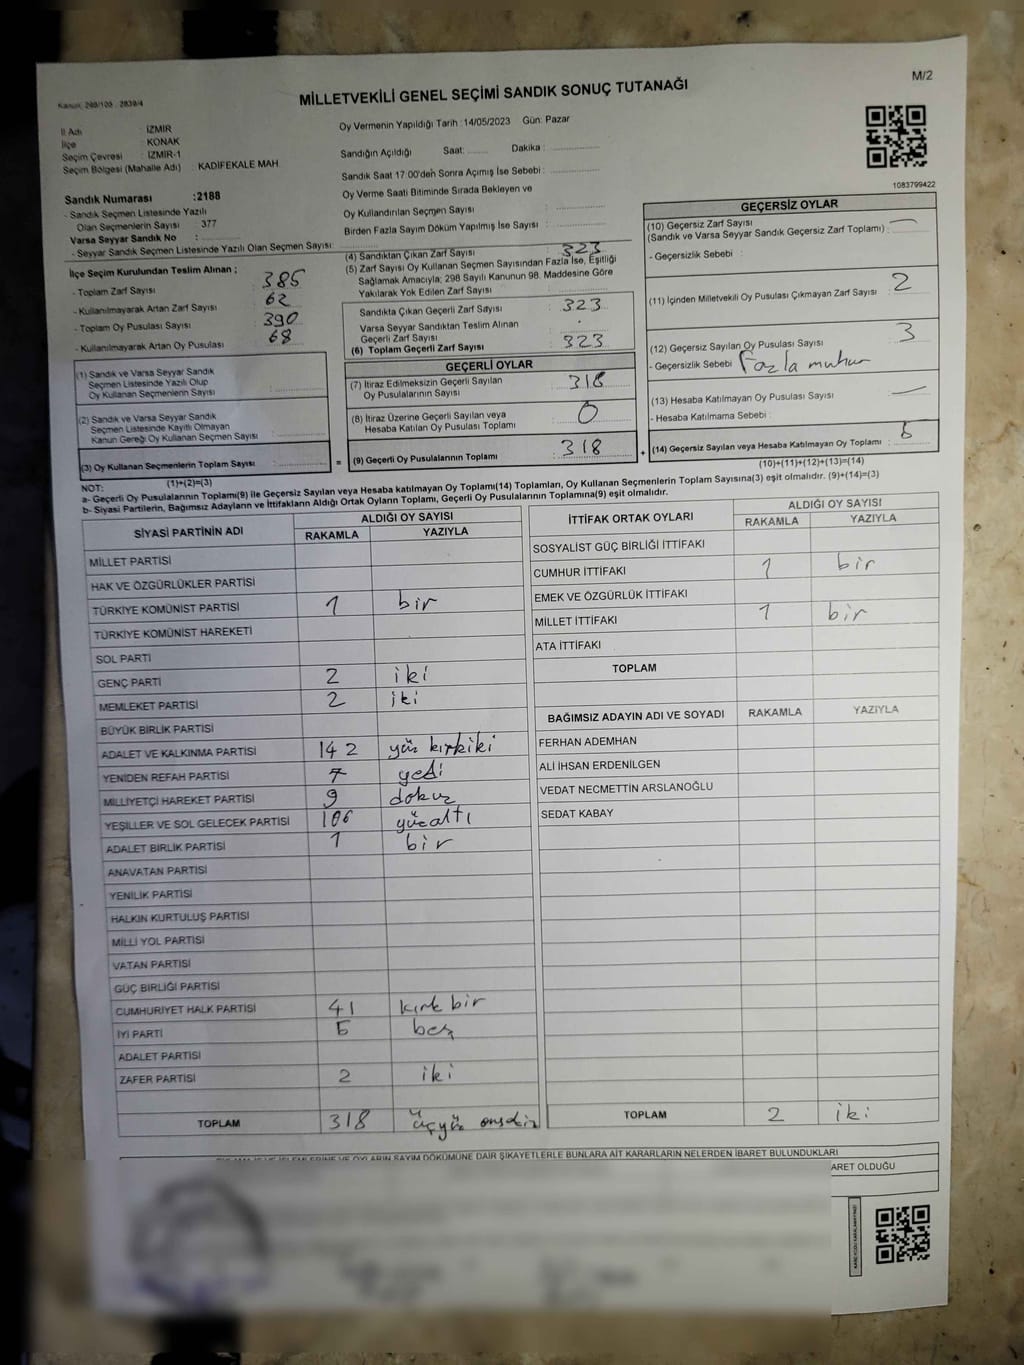 M/2
Kanun, 298/100 - 2839/4
MİLLETVEKİLİ GENEL SEÇİMİ SANDIK SONUÇ TUTANAĞI
İl Adı : İZMİR
İlçe : KONAK
Seçim Çevresi : İZMİR-1
Seçim Bölgesi (Mahalle Adı) : KADİFEKALE MAH
Sandık Numarası :2188
- Sandık Seçmen Listesinde Yazılı
Olan Seçmenlerin Sayısı : 377
Varsa Seyyar Sandık No :
- Seyyar Sandık Seçmen Listesinde Yazılı Olan Seçmen Sayısı:
Oy Vermenin Yapıldığı Tarih :14/05/2023 Gün: Pazar
Sandığın Açıldığı Saat: Dakika :
Sandık Saat 17:00'den Sonra Açımış İse Sebebi :
Oy Verme Saati Bitiminde Sırada Bekleyen ve
Oy Kullandırılan Seçmen Sayısı :
Birden Fazla Sayım Döküm Yapılmış İse Sayısı :
1083799422
İlçe Seçim Kurulundan Teslim Alınan ;
- Toplam Zarf Sayısı : 385
- Kullanılmayarak Artan Zarf Sayısı : 62
- Toplam Oy Pusulası Sayısı : 390
- Kullanılmayarak Artan Oy Pusulası : 68
(1) Sandık ve Varsa Seyyar Sandık
Seçmen Listesinde Yazılı Olup
Oy Kullanan Seçmenlerin Sayısı :
(2) Sandık ve Varsa Seyyar Sandık
Seçmen Listesinde Kayıtlı Olmayan
Kanun Gereği Oy Kullanan Seçmen Sayısı :
(3) Oy Kullanan Seçmenlerin Toplam Sayısı :
(1)+(2)=(3)
(4) Sandıktan Çıkan Zarf Sayısı : 323
(5) Zarf Sayısı Oy Kullanan Seçmen Sayısından Fazla İse, Eşitliği
Sağlamak Amacıyla; 298 Sayılı Kanunun 98. Maddesine Göre
Yakılarak Yok Edilen Zarf Sayısı :
Sandıkta Çıkan Geçerli Zarf Sayısı : 323
Varsa Seyyar Sandıktan Teslim Alınan
Geçerli Zarf Sayısı :
(6) Toplam Geçerli Zarf Sayısı : 323
=
GEÇERLİ OYLAR
(7) İtiraz Edilmeksizin Geçerli Sayılan
Oy Pusulalarının Sayısı : 318
(8) İtiraz Üzerine Geçerli Sayılan veya
Hesaba Katılan Oy Pusulası Toplamı : 0
(9) Geçerli Oy Pusulalarının Toplamı : 318
+
GEÇERSİZ OYLAR
(10) Geçersiz Zarf Sayısı
(Sandık ve Varsa Seyyar Sandık Geçersiz Zarf Toplamı) : —
- Geçersizlik Sebebi :
(11) İçinden Milletvekili Oy Pusulası Çıkmayan Zarf Sayısı : 2
(12) Geçersiz Sayılan Oy Pusulası Sayısı : 3
- Geçersizlik Sebebi : Fazla muhur
(13) Hesaba Katılmayan Oy Pusulası Sayısı : —
- Hesaba Katılmama Sebebi :
(14) Geçersiz Sayılan veya Hesaba Katılmayan Oy Toplamı :
(10)+(11)+(12)+(13)=(14)
NOT:
a- Geçerli Oy Pusulalarının Toplamı(9) ile Geçersiz Sayılan veya Hesaba katılmayan Oy Toplamı(14) Toplamları, Oy Kullanan Seçmenlerin Toplam Sayısına(3) eşit olmalıdır. (9)+(14)=(3)
b- Siyasi Partilerin, Bağımsız Adayların ve İttifakların Aldığı Ortak Oyların Toplamı, Geçerli Oy Pusulalarının Toplamına(9) eşit olmalıdır.
SİYASİ PARTİNİN ADI
ALDIĞI OY SAYISI
RAKAMLA YAZIYLA
MİLLET PARTİSİ
HAK VE ÖZGÜRLÜKLER PARTİSİ
TÜRKİYE KOMÜNİST PARTİSİ 1 bir
TÜRKİYE KOMÜNİST HAREKETİ
SOL PARTİ
GENÇ PARTİ 2 iki
MEMLEKET PARTİSİ 2 iki
BÜYÜK BİRLİK PARTİSİ
ADALET VE KALKINMA PARTİSİ 142 yüz kırkiki
YENİDEN REFAH PARTİSİ 7 yedi
MİLLİYETÇİ HAREKET PARTİSİ 9 dokuz
YEŞİLLER VE SOL GELECEK PARTİSİ 106 yüzaltı
ADALET BİRLİK PARTİSİ 1 bir
ANAVATAN PARTİSİ
YENİLİK PARTİSİ
HALKIN KURTULUŞ PARTİSİ
MİLLİ YOL PARTİSİ
VATAN PARTİSİ
GÜÇ BİRLİĞİ PARTİSİ
CUMHURİYET HALK PARTİSİ 41 kırk bir
İYİ PARTİ 5 beş
ADALET PARTİSİ
ZAFER PARTİSİ 2 iki
TOPLAM 318 üçyüz onsekiz
İTTİFAK ORTAK OYLARI
ALDIĞI OY SAYISI
RAKAMLA YAZIYLA
SOSYALİST GÜÇ BİRLİĞİ İTTİFAKI
CUMHUR İTTİFAKI 1 bir
EMEK VE ÖZGÜRLÜK İTTİFAKI
MİLLET İTTİFAKI 1 bir
ATA İTTİFAKI
TOPLAM
BAĞIMSIZ ADAYIN ADI VE SOYADI RAKAMLA YAZIYLA
FERHAN ADEMHAN
ALİ İHSAN ERDENİLGEN
VEDAT NECMETTİN ARSLANOĞLU
SEDAT KABAY
TOPLAM 2 iki
OYLARIN SAYIM DÖKÜMÜNE DAİR ŞİKAYETLERLE BUNLARA AİT KARARLARIN NELERDEN İBARET BULUNDUKLARI
ARET OLDUĞU